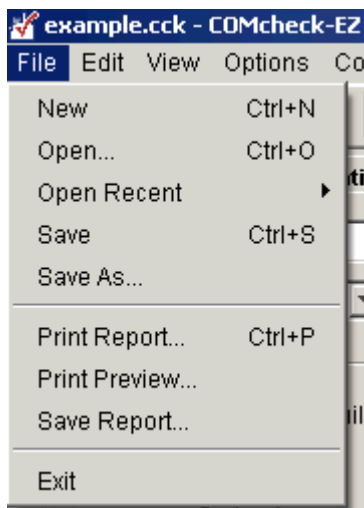 example.cck - COMcheck-EZ
File Edit View Options Co
New Ctrl+N
Open... Ctrl+O
Open Recent
Save Ctrl+S
Save As...
Print Report... Ctrl+P
Print Preview...
Save Report...
Exit